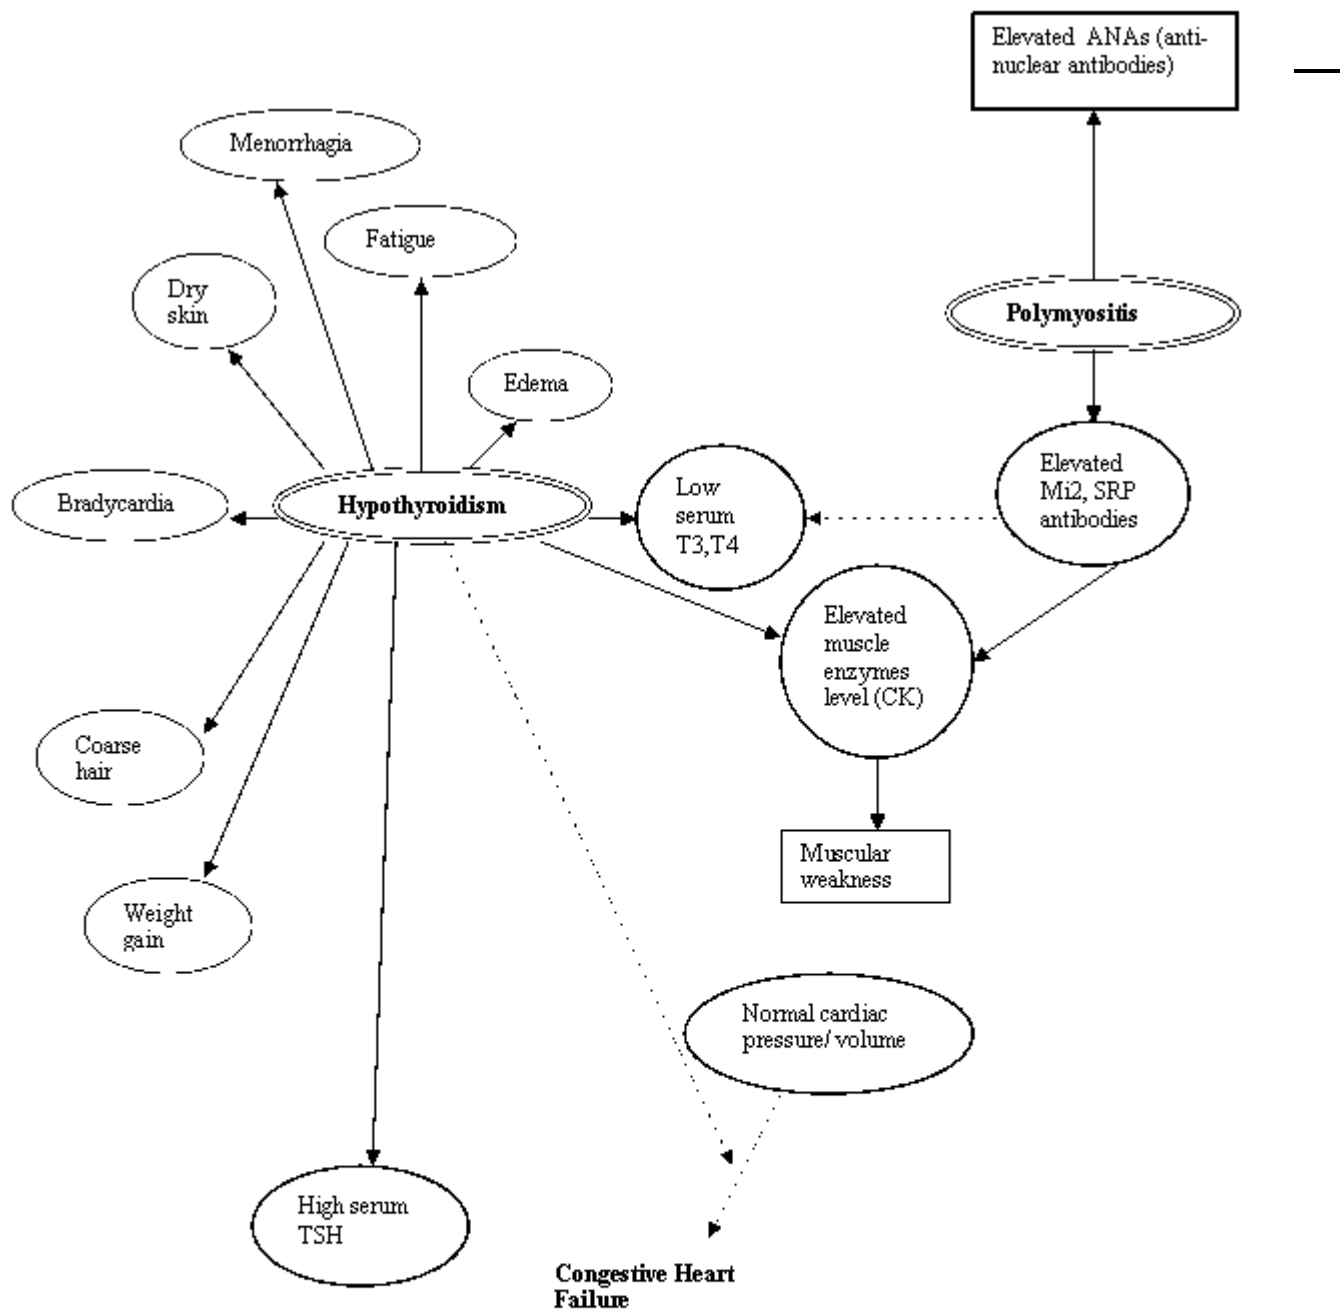 Elevated ANAs (anti-
nuclear antibodies)
Menorrhagia
Fatigue
Dry
skin
Polymyositis
Edema
Bradycardia
Hypothyroidism
Low
serum
T3,T4
Elevated
Mi2, SRP
antibodies
Elevated
muscle
enzymes
level (CK)
Coarse
hair
Muscular
weakness
Weight
gain
Normal cardiac
pressure/ volume
High serum
TSH
Congestive Heart
Failure